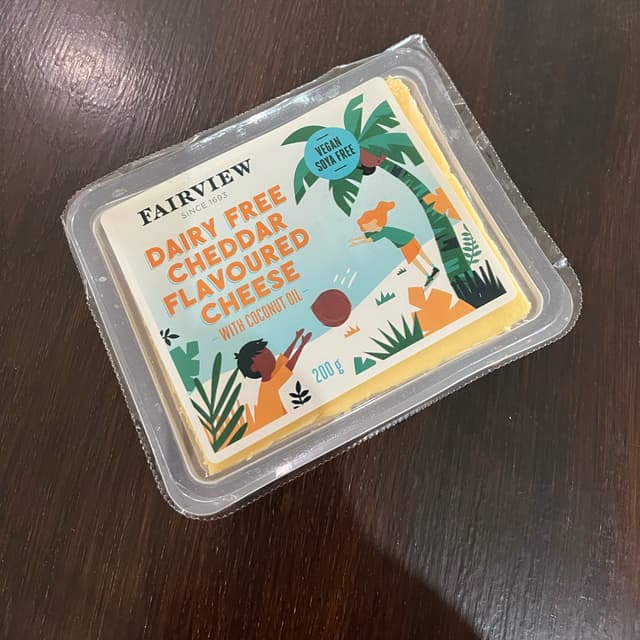 FAIRVIEW
SINCE 1693
DAIRY FREE
CHEDDAR
FLAVOURED
CHEESE
WITH COCONUT OIL
VEGAN
SOYA FREE
200 g